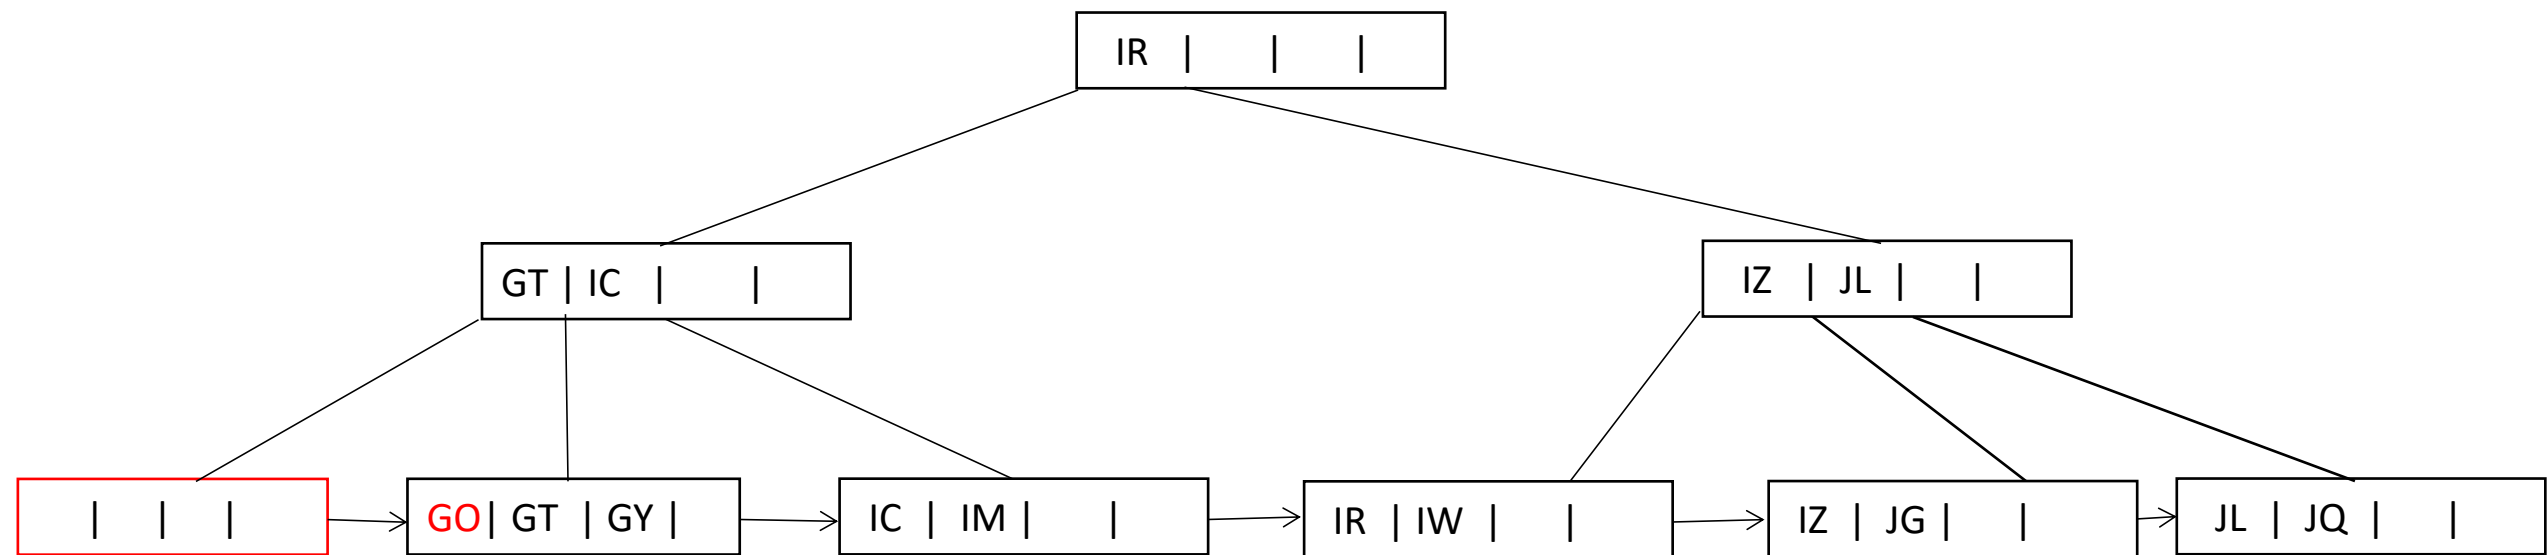 IR | | |
GT | IC | |
IZ | JL | |
| | |
GO | GT | GY |
IC | IM | |
IR | IW | |
IZ | JG | |
JL | JQ | |